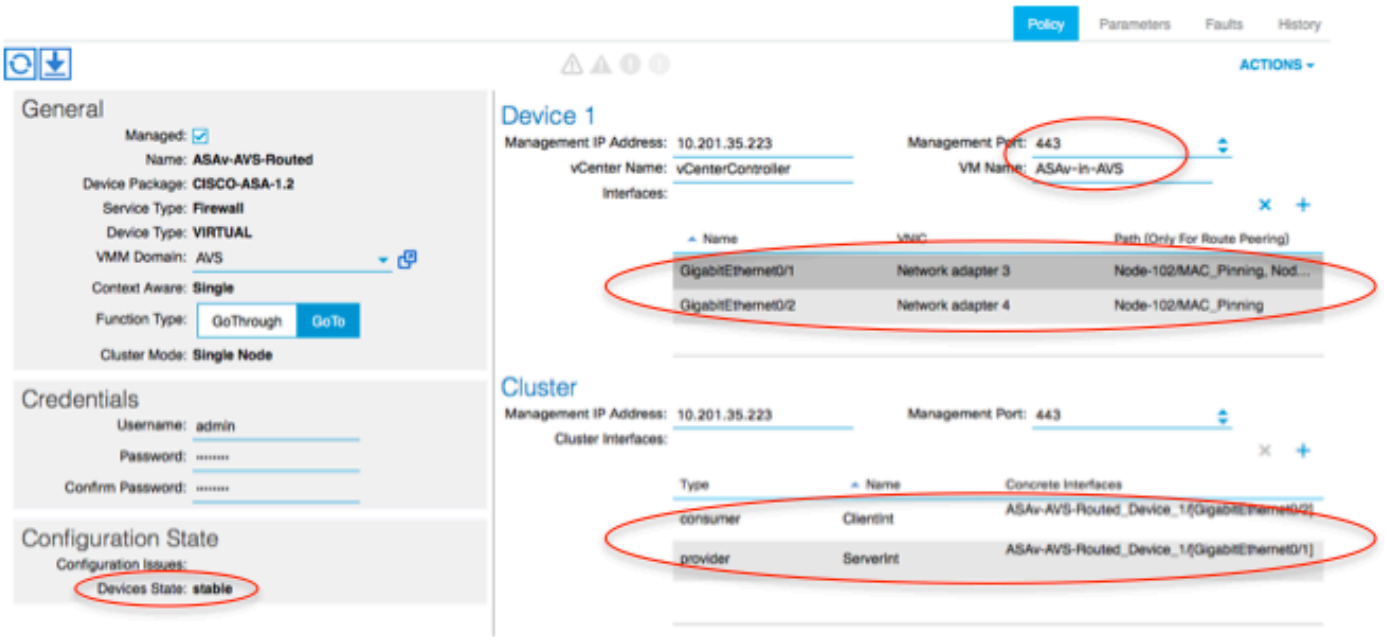 Policy Parameters Faults History
ACTIONS
General
Managed:
Name: ASAv-AVS-Routed
Device Package: CISCO-ASA-1.2
Service Type: Firewall
Device Type: VIRTUAL
VMM Domain: AVS
Context Aware: Single
Function Type: GoThrough GoTo
Cluster Mode: Single Node
Credentials
Username: admin
Password: ········
Confirm Password: ········
Configuration State
Configuration Issues:
Devices State: stable
Device 1
Management IP Address: 10.201.35.223 Management Port: 443
vCenter Name: vCenterController VM Name: ASAv-in-AVS
Interfaces:
Name VNIC Path (Only For Route Peering)
GigabitEthernet0/1 Network adapter 3 Node-102/MAC_Pinning, Nod...
GigabitEthernet0/2 Network adapter 4 Node-102/MAC_Pinning
Cluster
Management IP Address: 10.201.35.223 Management Port: 443
Cluster Interfaces:
Type Name Concrete Interfaces
consumer ClientInt ASAv-AVS-Routed_Device_1/[GigabitEthernet0/2]
provider ServerInt ASAv-AVS-Routed_Device_1/[GigabitEthernet0/1]